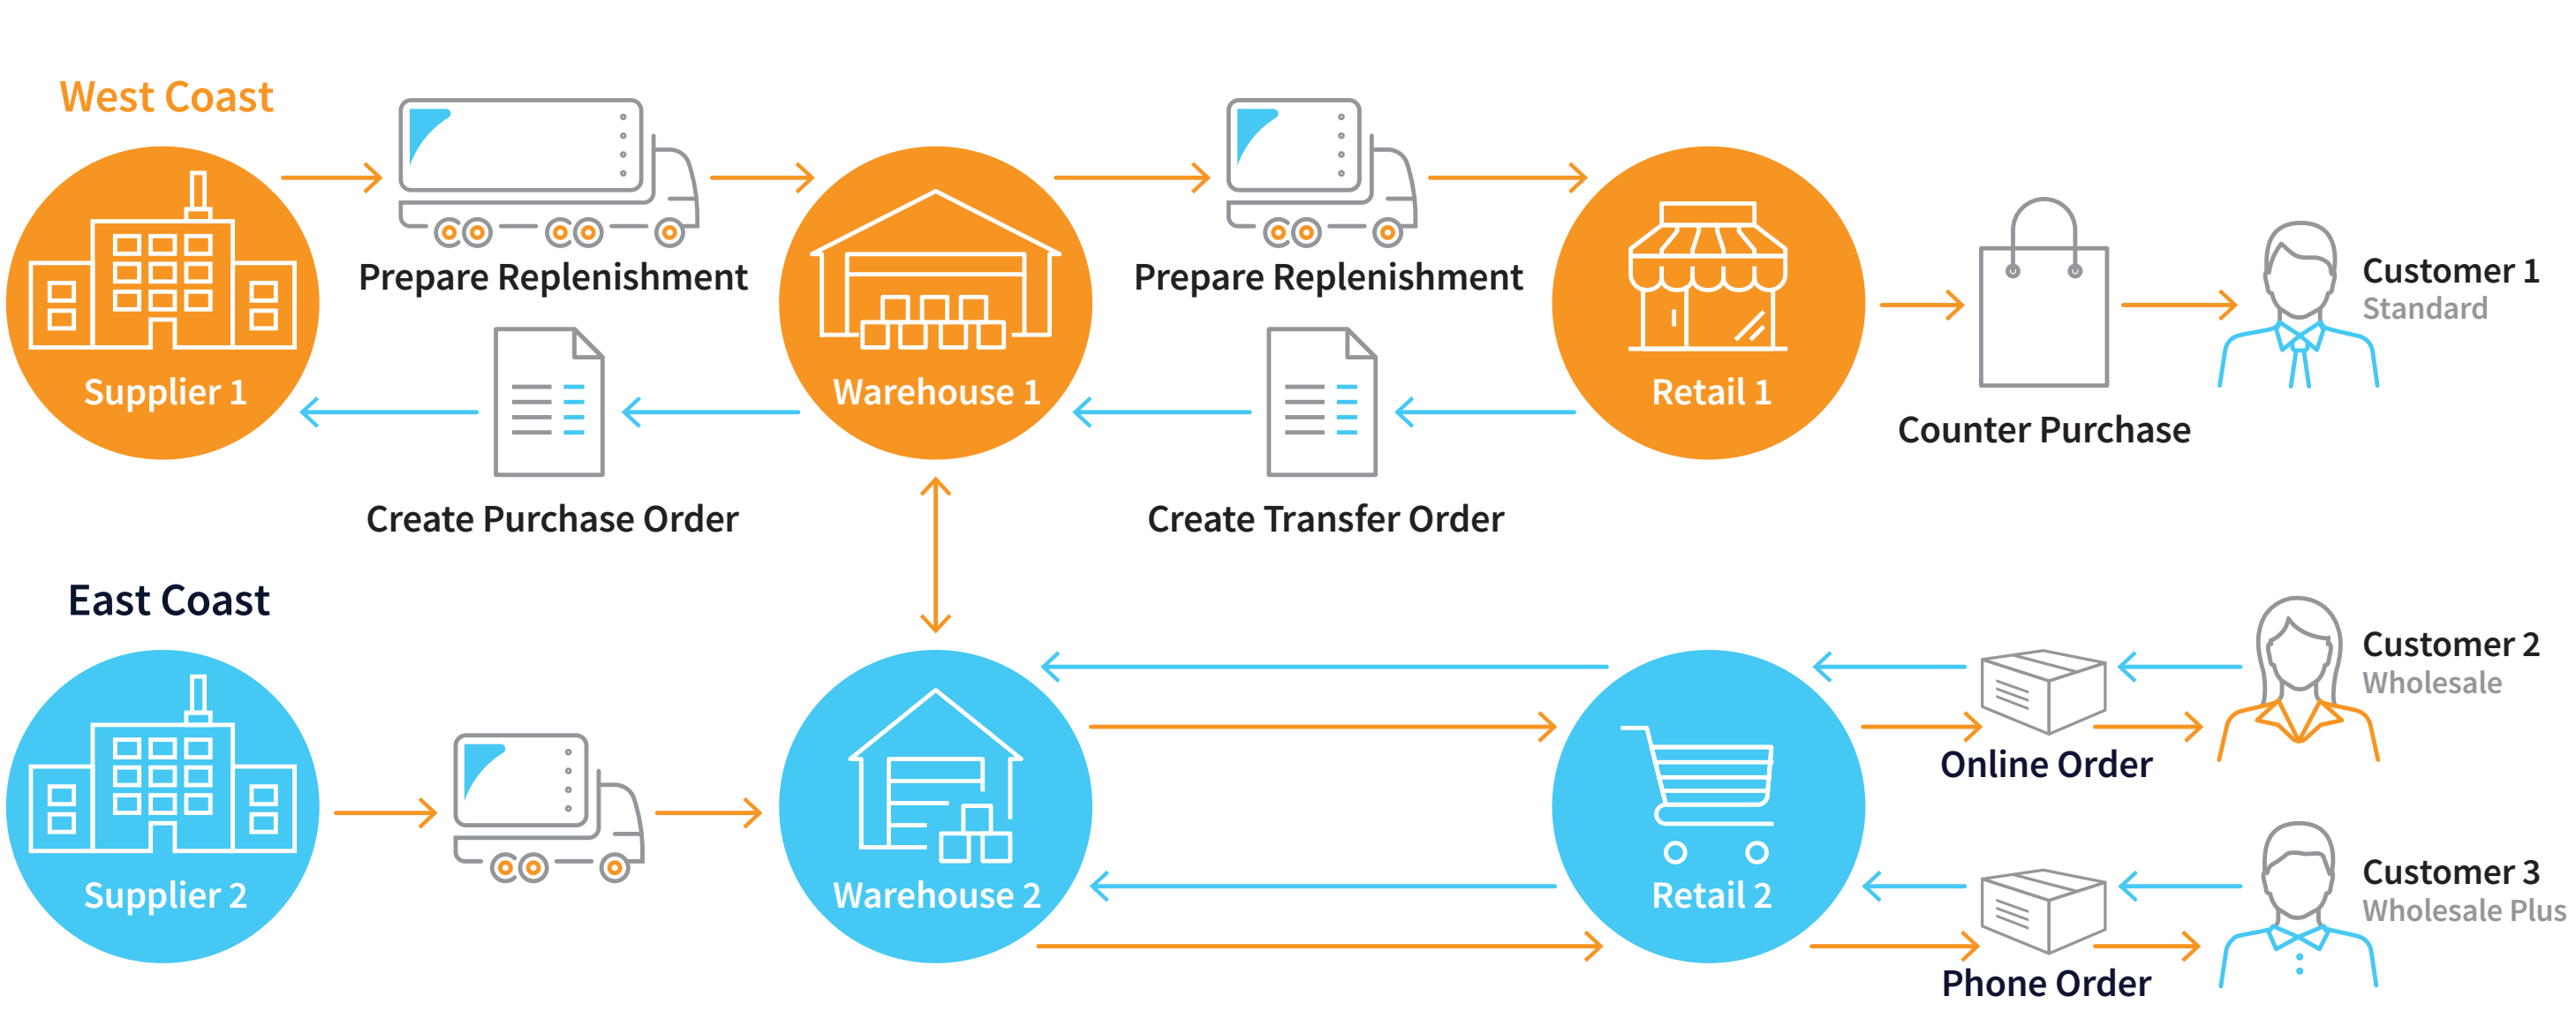 West Coast
Prepare Replenishment
Prepare Replenishment
Customer 1
Standard
Supplier 1
Warehouse 1
Retail 1
Counter Purchase
Create Purchase Order
Create Transfer Order
East Coast
Customer 2
Wholesale
Online Order
Supplier 2
Warehouse 2
Retail 2
Customer 3
Wholesale Plus
Phone Order